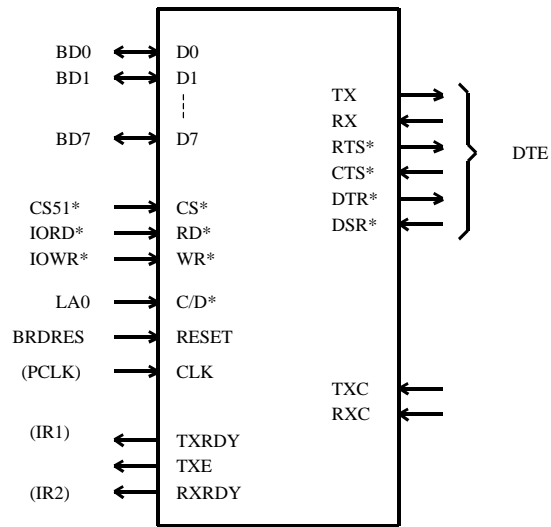 BD0 D0
BD1 D1
TX
RX
BD7 D7
RTS*
DTE
CTS*
DTR*
CS51* CS*
DSR*
IORD* RD*
IOWR* WR*
LA0 C/D*
BRDRES RESET
(PCLK) CLK
TXC
RXC
(IR1) TXRDY
TXE
(IR2) RXRDY